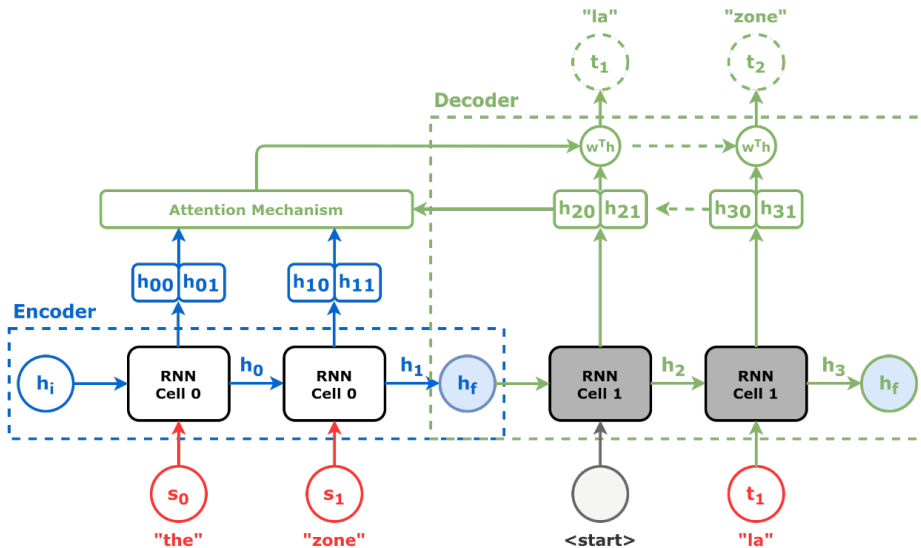 "la"
"zone"
t₁
t₂
Decoder
wᵀh
wᵀh
Attention Mechanism
h₂₀ h₂₁
h₃₀ h₃₁
h₀₀ h₀₁
h₁₀ h₁₁
Encoder
hᵢ
RNN
Cell 0
h₀
RNN
Cell 0
h₁
h_f
RNN
Cell 1
h₂
RNN
Cell 1
h₃
h_f
s₀
s₁
t₁
"the"
"zone"
<start>
"la"